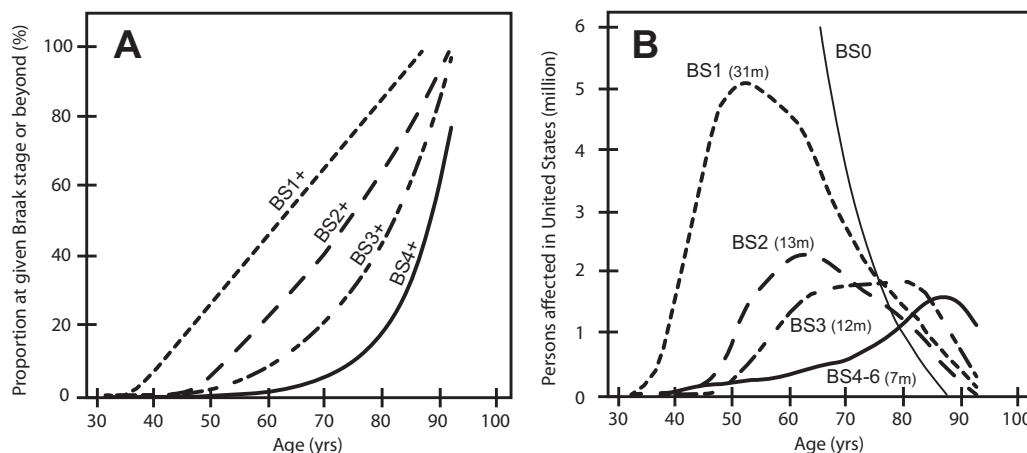 A
Proportion at given Braak stage or beyond (%)
100
80
60
40
20
0
BS1+
BS2+
BS3+
BS4+
30 40 50 60 70 80 90 100
Age (yrs)
B
Persons affected in United States (million)
6
5
4
3
2
1
0
BS0
BS1 (31m)
BS2 (13m)
BS3 (12m)
BS4-6 (7m)
30 40 50 60 70 80 90 100
Age (yrs)